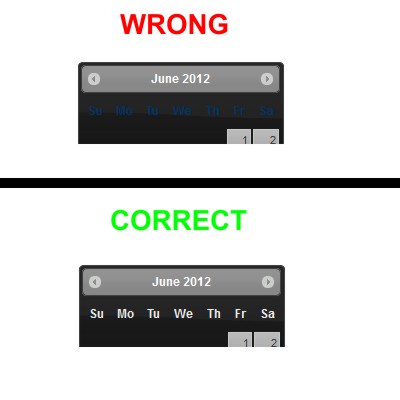 WRONG
June 2012
Su Mo Tu We Th Fr Sa
1 2
CORRECT
June 2012
Su Mo Tu We Th Fr Sa
1 2